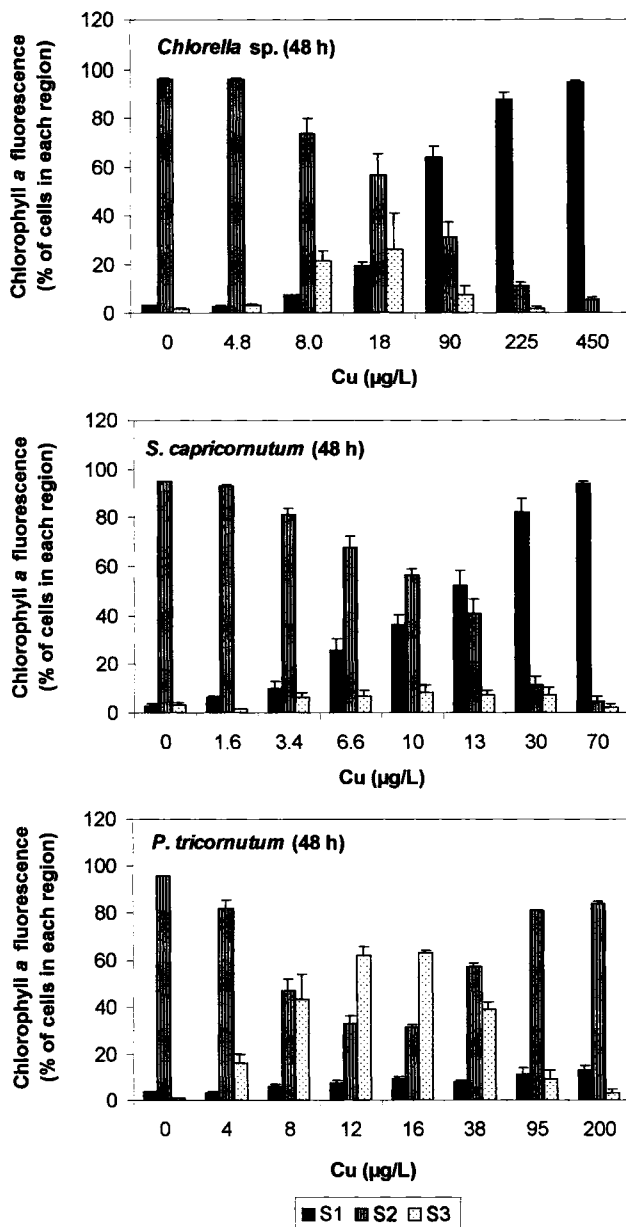 Chlorella sp. (48 h)
Chlorophyll a fluorescence
(% of cells in each region)
120
100
80
60
40
20
0
0 4.8 8.0 18 90 225 450
Cu (µg/L)
S. capricornutum (48 h)
Chlorophyll a fluorescence
(% of cells in each region)
120
100
80
60
40
20
0
0 1.6 3.4 6.6 10 13 30 70
Cu (µg/L)
P. tricornutum (48 h)
Chlorophyll a fluorescence
(% of cells in each region)
120
100
80
60
40
20
0
0 4 8 12 16 38 95 200
Cu (µg/L)
S1 S2 S3